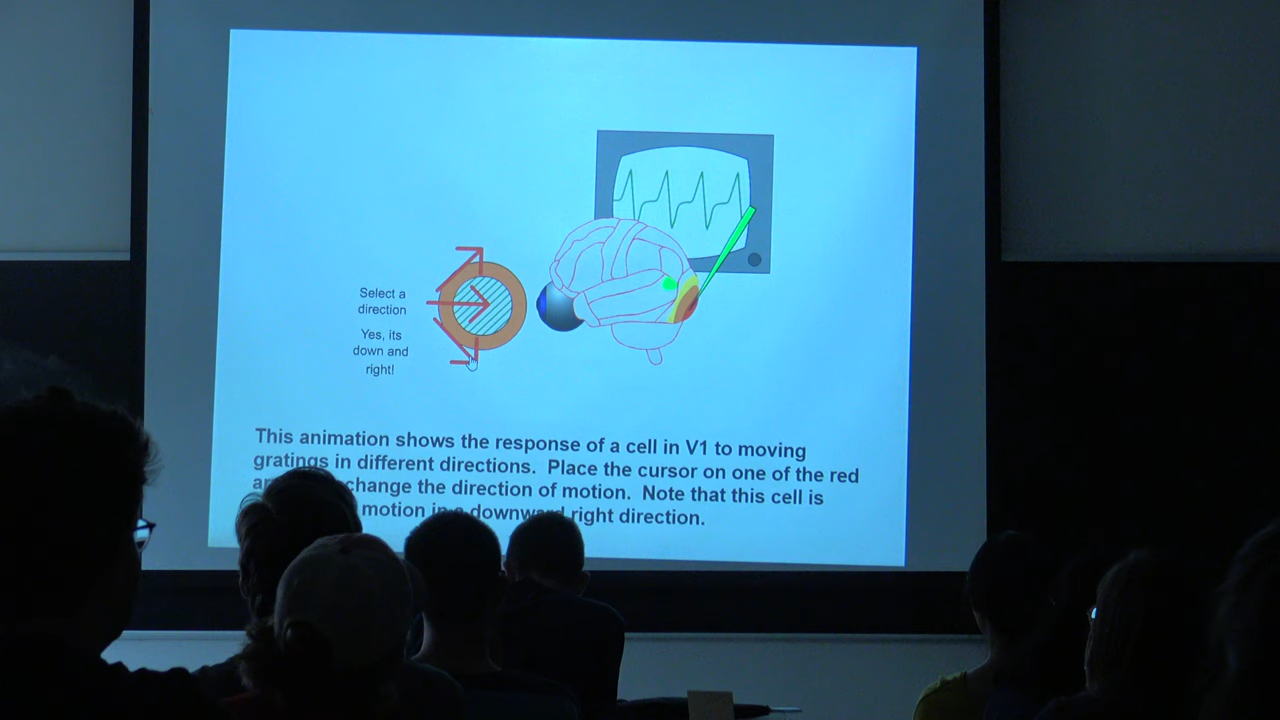 Select a
direction
Yes, its
down and
right!
This animation shows the response of a cell in V1 to moving
gratings in different directions. Place the cursor on one of the red
change the direction of motion. Note that this cell is
motion in a downward right direction.